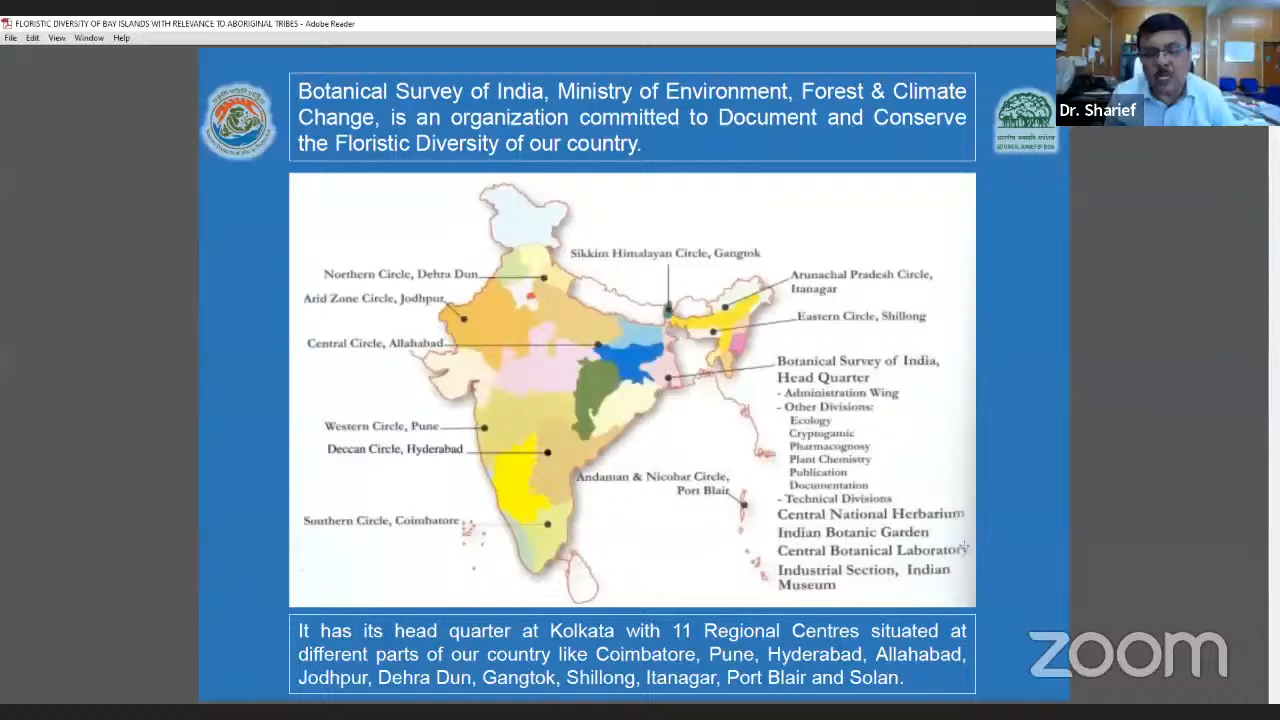 FLORISTIC DIVERSITY OF BAY ISLANDS WITH RELEVANCE TO ABORIGINAL TRIBES - Adobe Reader
File Edit View Window Help
Dr. Sharief
Botanical Survey of India, Ministry of Environment, Forest & Climate
Change, is an organization committed to Document and Conserve
the Floristic Diversity of our country.
BOTANICAL SURVEY OF INDIA
Sikkim Himalayan Circle, Gangtok
Northern Circle, Dehra Dun
Arunachal Pradesh Circle,
Itanagar
Arid Zone Circle, Jodhpur
Eastern Circle, Shillong
Central Circle, Allahabad
Botanical Survey of India,
Head Quarter
- Administration Wing
- Other Divisions:
Ecology
Cryptogamic
Pharmacognosy
Plant Chemistry
Publication
Documentation
- Technical Divisions
Central National Herbarium
Indian Botanic Garden
Central Botanical Laboratory
Industrial Section, Indian
Museum
Western Circle, Pune
Deccan Circle, Hyderabad
Andaman & Nicobar Circle,
Port Blair
Southern Circle, Coimbatore
It has its head quarter at Kolkata with 11 Regional Centres situated at
different parts of our country like Coimbatore, Pune, Hyderabad, Allahabad,
Jodhpur, Dehra Dun, Gangtok, Shillong, Itanagar, Port Blair and Solan.
zoom